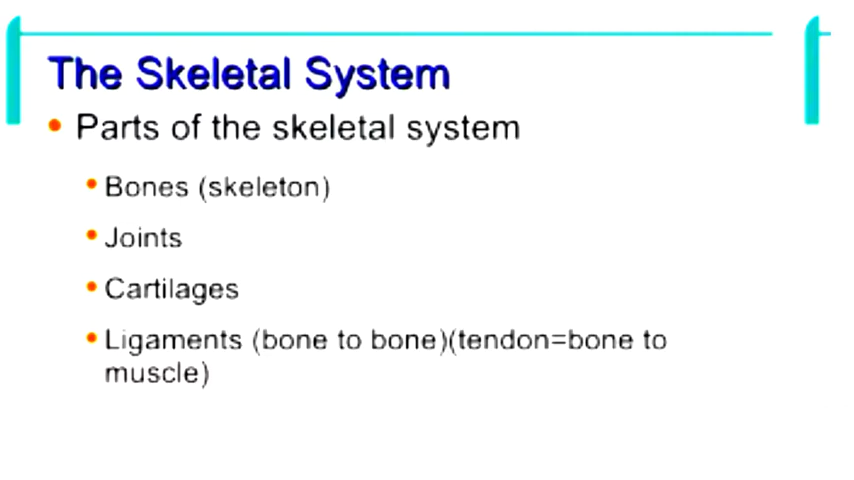 The Skeletal System
• Parts of the skeletal system
• Bones (skeleton)
• Joints
• Cartilages
• Ligaments (bone to bone)(tendon=bone to
muscle)